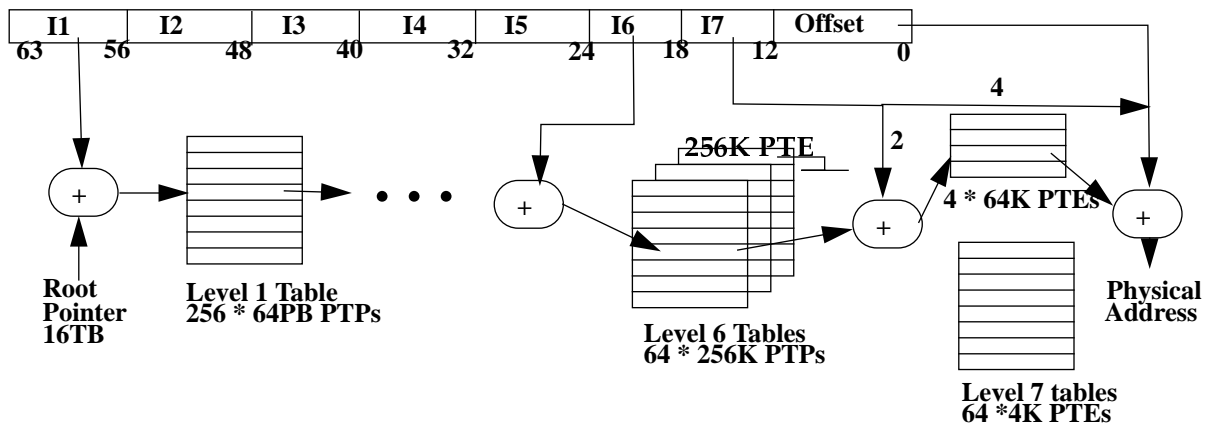 I1 I2 I3 I4 I5 I6 I7 Offset
63 56 48 40 32 24 18 12 0
4
256K PTE
2
+
+
+
+
4 * 64K PTEs
Root
Pointer
16TB
Level 1 Table
256 * 64PB PTPs
Level 6 Tables
64 * 256K PTPs
Physical
Address
Level 7 tables
64 *4K PTEs